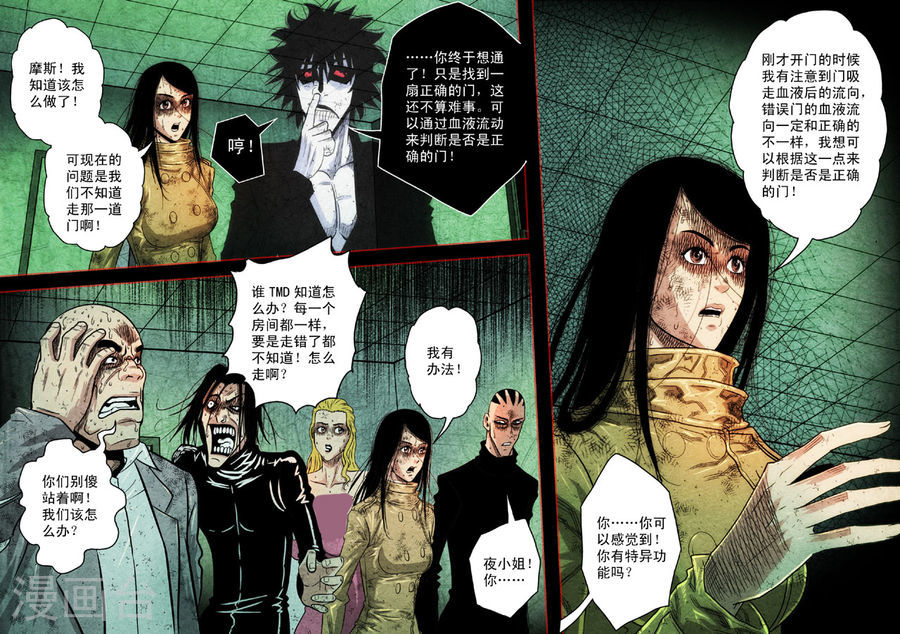 摩斯！我
知道该怎
么做了！
可现在的
问题是我
们不知道
走那一道
门啊！
哼！
……你终于想通
了！只是找到一
扇正确的门，这
还不算难事。可
以通过血液流动
来判断是否是正
确的门！
你们别傻
站着啊！
我们该怎
么办？
谁 TMD 知道怎
么办？每一个
房间都一样，
要是走错了都
不知道！怎么
走啊？
我有
办法！
夜小姐！
你……
刚才开门的时候
我有注意到门吸
走血液后的流向，
错误门的血液流
向一定和正确的
不一样，我想可
以根据这一点来
判断是否是正确
的门！
你……你可
以感觉到！
你有特异功
能吗？
漫画台